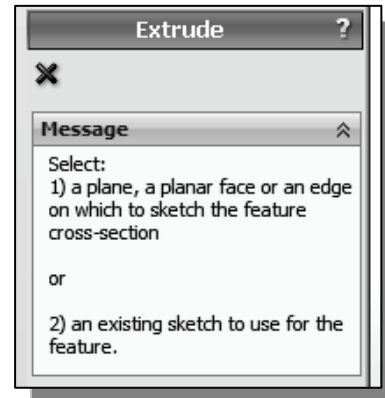 Extrude ?
Message
Select:
1) a plane, a planar face or an edge
on which to sketch the feature
cross-section
or
2) an existing sketch to use for the
feature.